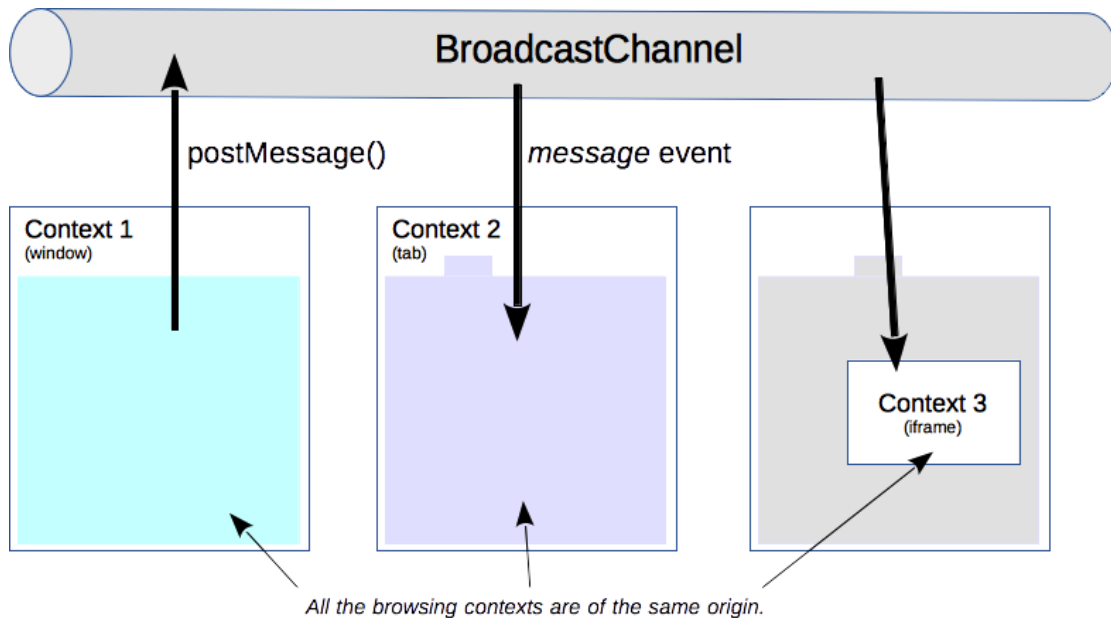 BroadcastChannel
postMessage()
message event
Context 1
(window)
Context 2
(tab)
Context 3
(iframe)
All the browsing contexts are of the same origin.